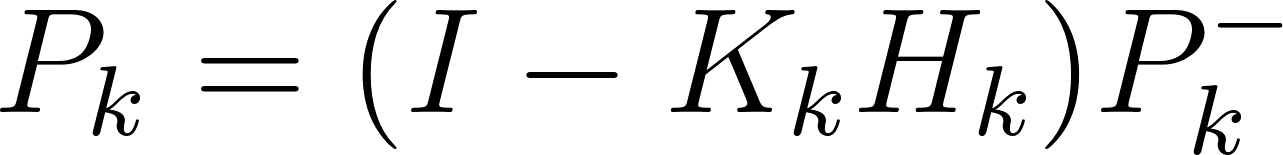 P_k = (I − K_k H_k) P_k^−